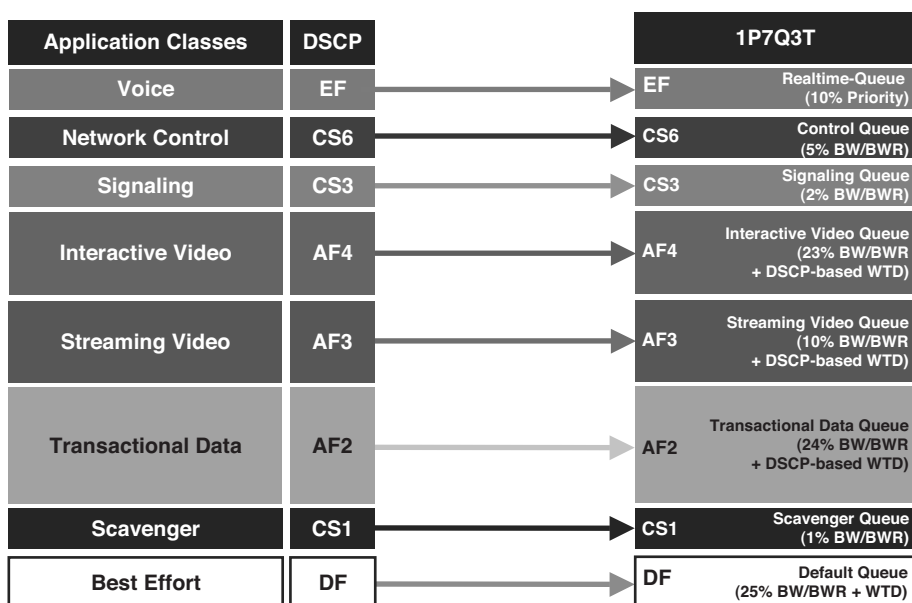 Application Classes DSCP 1P7Q3T
Voice EF EF Realtime-Queue
(10% Priority)
Network Control CS6 CS6 Control Queue
(5% BW/BWR)
Signaling CS3 CS3 Signaling Queue
(2% BW/BWR)
Interactive Video AF4 AF4 Interactive Video Queue
(23% BW/BWR
+ DSCP-based WTD)
Streaming Video AF3 AF3 Streaming Video Queue
(10% BW/BWR
+ DSCP-based WTD)
Transactional Data AF2 AF2 Transactional Data Queue
(24% BW/BWR
+ DSCP-based WTD)
Scavenger CS1 CS1 Scavenger Queue
(1% BW/BWR)
Best Effort DF DF Default Queue
(25% BW/BWR + WTD)